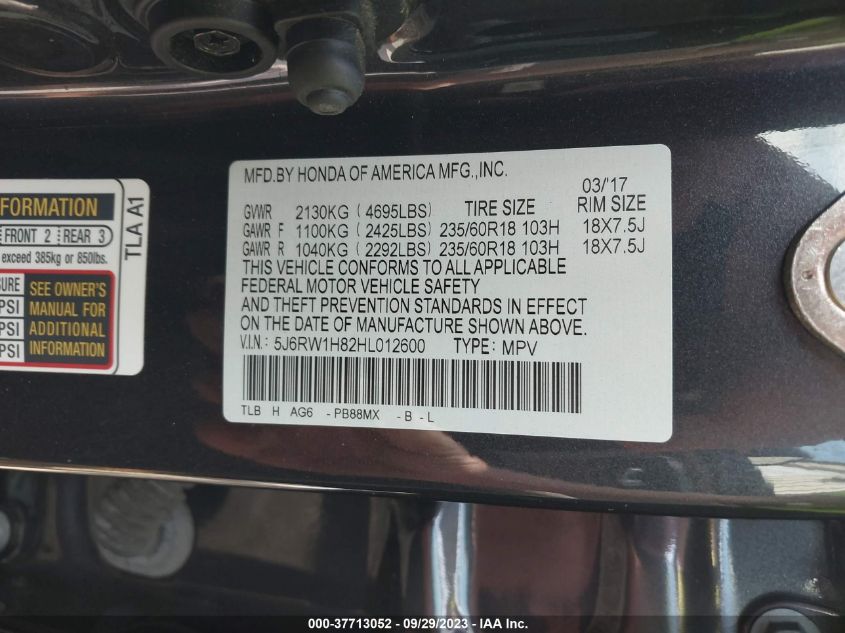 FORMATION
FRONT 2 REAR 3
exceed 385kg or 850lbs.
SURE
PSI
PSI
PSI
SEE OWNER'S
MANUAL FOR
ADDITIONAL
INFORMATION
TLA A1
MFD.BY HONDA OF AMERICA MFG.,INC.
03/'17
GVWR 2130KG (4695LBS) TIRE SIZE RIM SIZE
GAWR F 1100KG (2425LBS) 235/60R18 103H 18X7.5J
GAWR R 1040KG (2292LBS) 235/60R18 103H 18X7.5J
THIS VEHICLE CONFORMS TO ALL APPLICABLE
FEDERAL MOTOR VEHICLE SAFETY
AND THEFT PREVENTION STANDARDS IN EFFECT
ON THE DATE OF MANUFACTURE SHOWN ABOVE.
V.I.N.: 5J6RW1H82HL012600 TYPE: MPV
TLB H AG6 - PB88MX - B - L
000-37713052 - 09/29/2023 - IAA Inc.